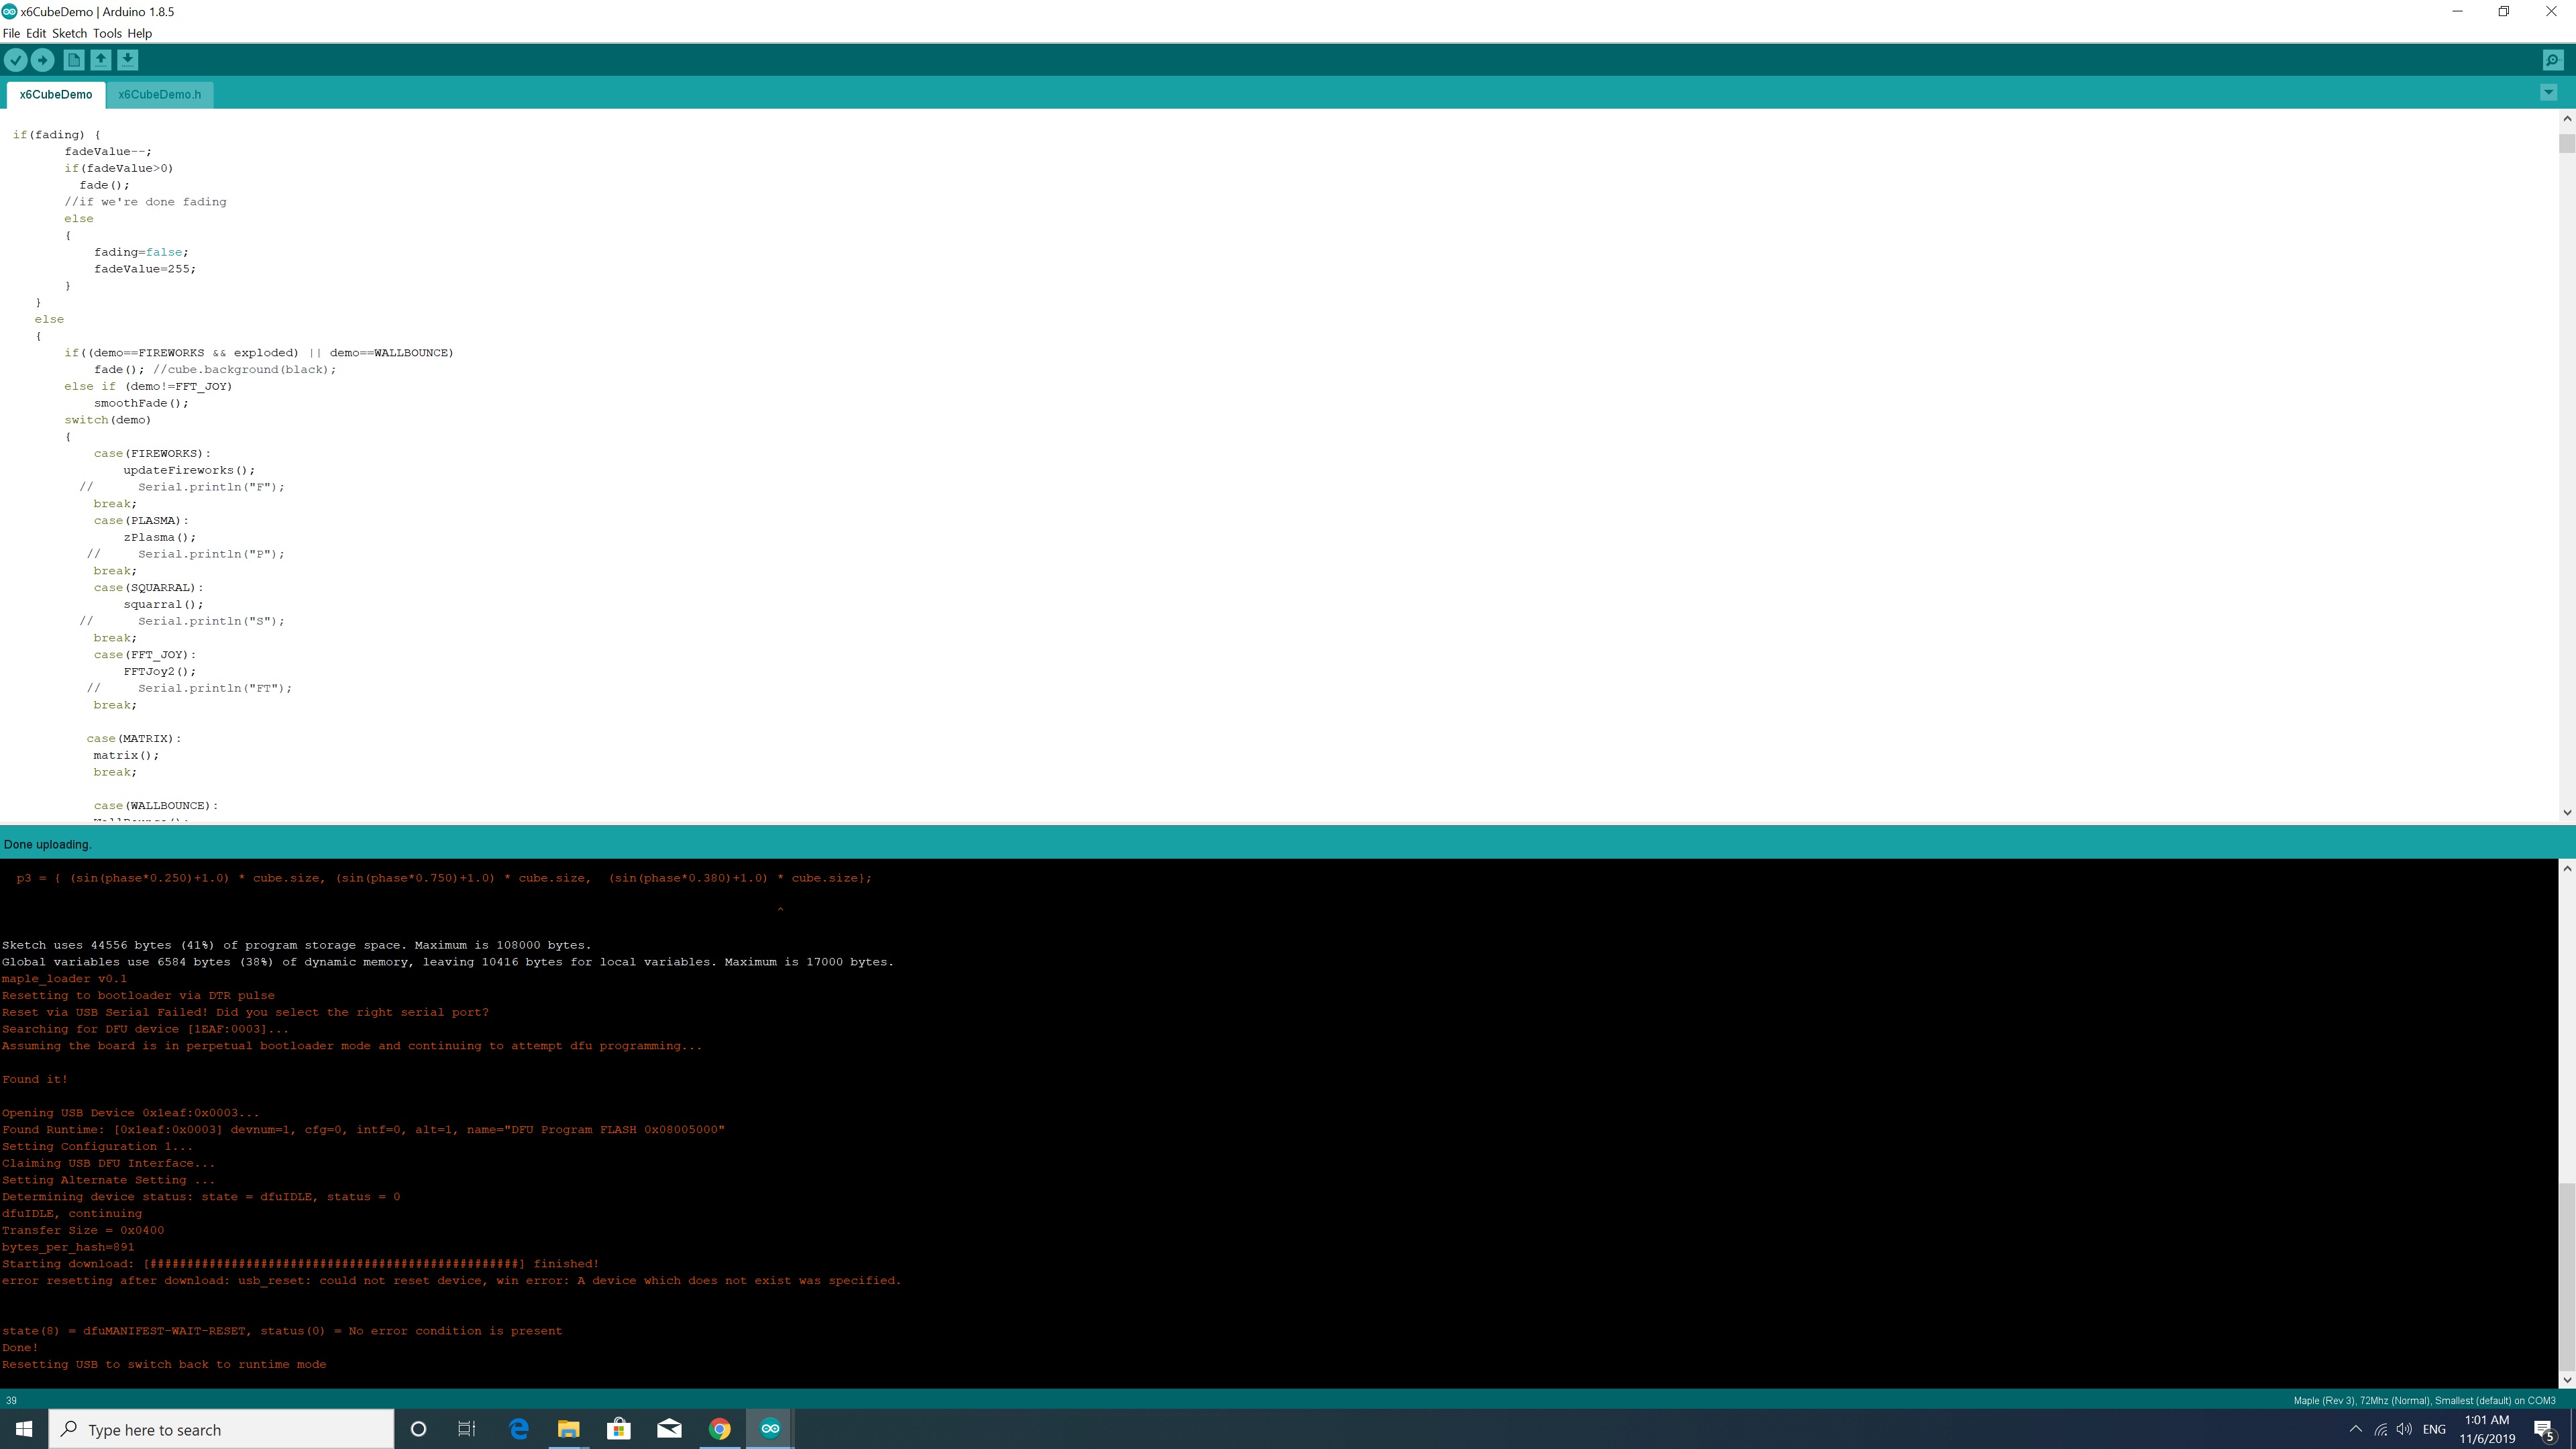 x6CubeDemo | Arduino 1.8.5
File Edit Sketch Tools Help
x6CubeDemo x6CubeDemo.h
if(fading) {
fadeValue--;
if(fadeValue>0)
fade();
//if we're done fading
else
{
fading=false;
fadeValue=255;
}
}
else
{
if((demo==FIREWORKS && exploded) || demo==WALLBOUNCE)
fade(); //cube.background(black);
else if (demo!=FFT_JOY)
smoothFade();
switch(demo)
{
case(FIREWORKS):
updateFireworks();
// Serial.println("F");
break;
case(PLASMA):
zPlasma();
// Serial.println("P");
break;
case(SQUARRAL):
squarral();
// Serial.println("S");
break;
case(FFT_JOY):
FFTJoy2();
// Serial.println("FT");
break;
case(MATRIX):
matrix();
break;
case(WALLBOUNCE):
Done uploading.
p3 = { (sin(phase*0.250)+1.0) * cube.size, (sin(phase*0.750)+1.0) * cube.size, (sin(phase*0.380)+1.0) * cube.size};
^
Sketch uses 44556 bytes (41%) of program storage space. Maximum is 108000 bytes.
Global variables use 6584 bytes (38%) of dynamic memory, leaving 10416 bytes for local variables. Maximum is 17000 bytes.
maple_loader v0.1
Resetting to bootloader via DTR pulse
Reset via USB Serial Failed! Did you select the right serial port?
Searching for DFU device [1EAF:0003]...
Assuming the board is in perpetual bootloader mode and continuing to attempt dfu programming...
Found it!
Opening USB Device 0x1eaf:0x0003...
Found Runtime: [0x1eaf:0x0003] devnum=1, cfg=0, intf=0, alt=1, name="DFU Program FLASH 0x08005000"
Setting Configuration 1...
Claiming USB DFU Interface...
Setting Alternate Setting ...
Determining device status: state = dfuIDLE, status = 0
dfuIDLE, continuing
Transfer Size = 0x0400
bytes_per_hash=891
Starting download: [##################################################] finished!
error resetting after download: usb_reset: could not reset device, win error: A device which does not exist was specified.
state(8) = dfuMANIFEST-WAIT-RESET, status(0) = No error condition is present
Done!
Resetting USB to switch back to runtime mode
39 Maple (Rev 3), 72Mhz (Normal), Smallest (default) on COM3
Type here to search
ENG
1:01 AM
11/6/2019
5